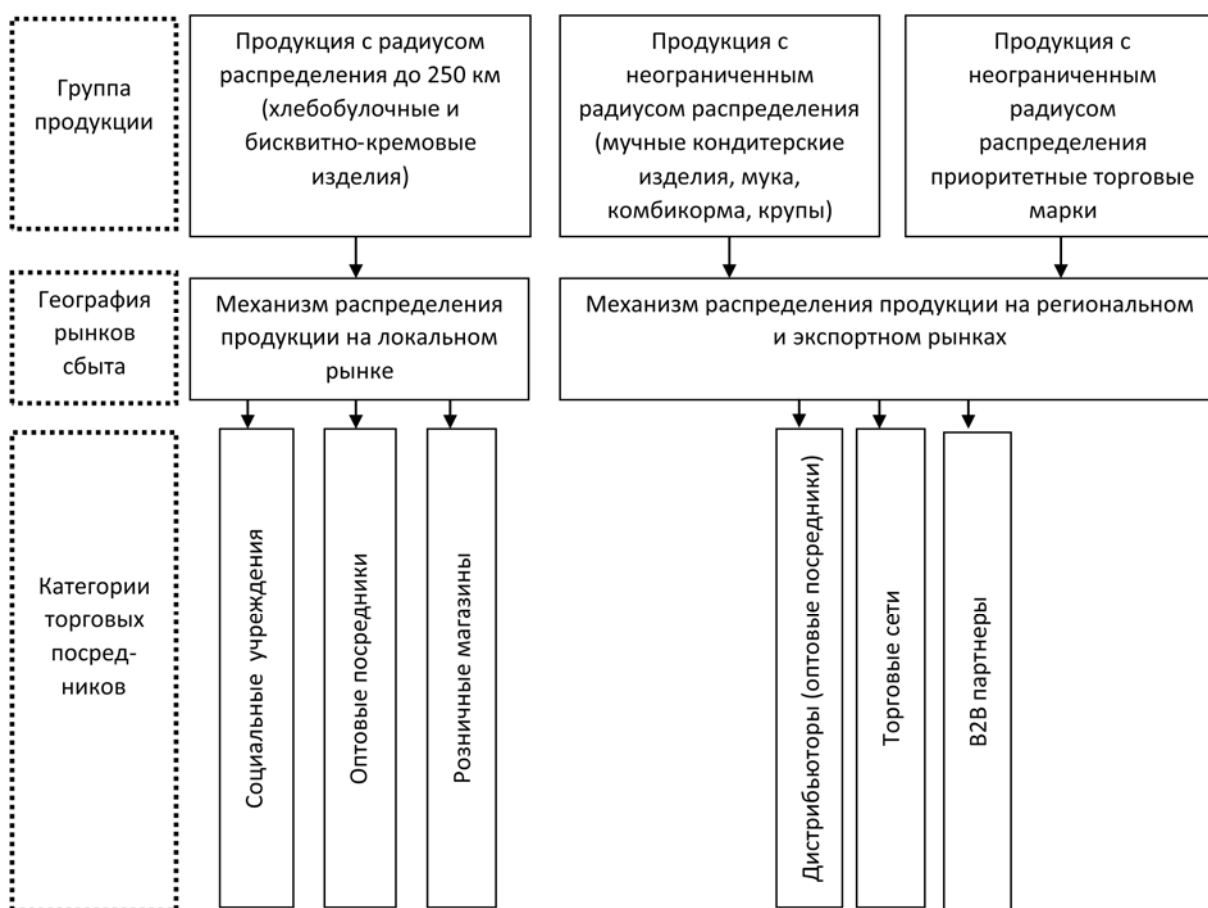 Группа
продукции
Продукция с радиусом
распределения до 250 км
(хлебобулочные и
бисквитно-кремовые
изделия)
Продукция с
неограниченным
радиусом распределения
(мучные кондитерские
изделия, мука,
комбикорма, крупы)
Продукция с
неограниченным
радиусом
распределения
приоритетные торговые
марки
География
рынков
сбыта
Механизм распределения
продукции на локальном
рынке
Механизм распределения продукции на региональном
и экспортном рынках
Категории
торговых
посред-
ников
Социальные учреждения
Оптовые посредники
Розничные магазины
Дистрибьюторы (оптовые посредники)
Торговые сети
B2B партнеры